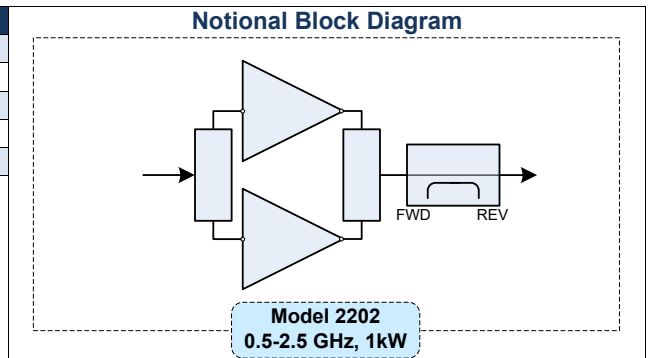 Notional Block Diagram
FWD REV
Model 2202
0.5-2.5 GHz, 1kW